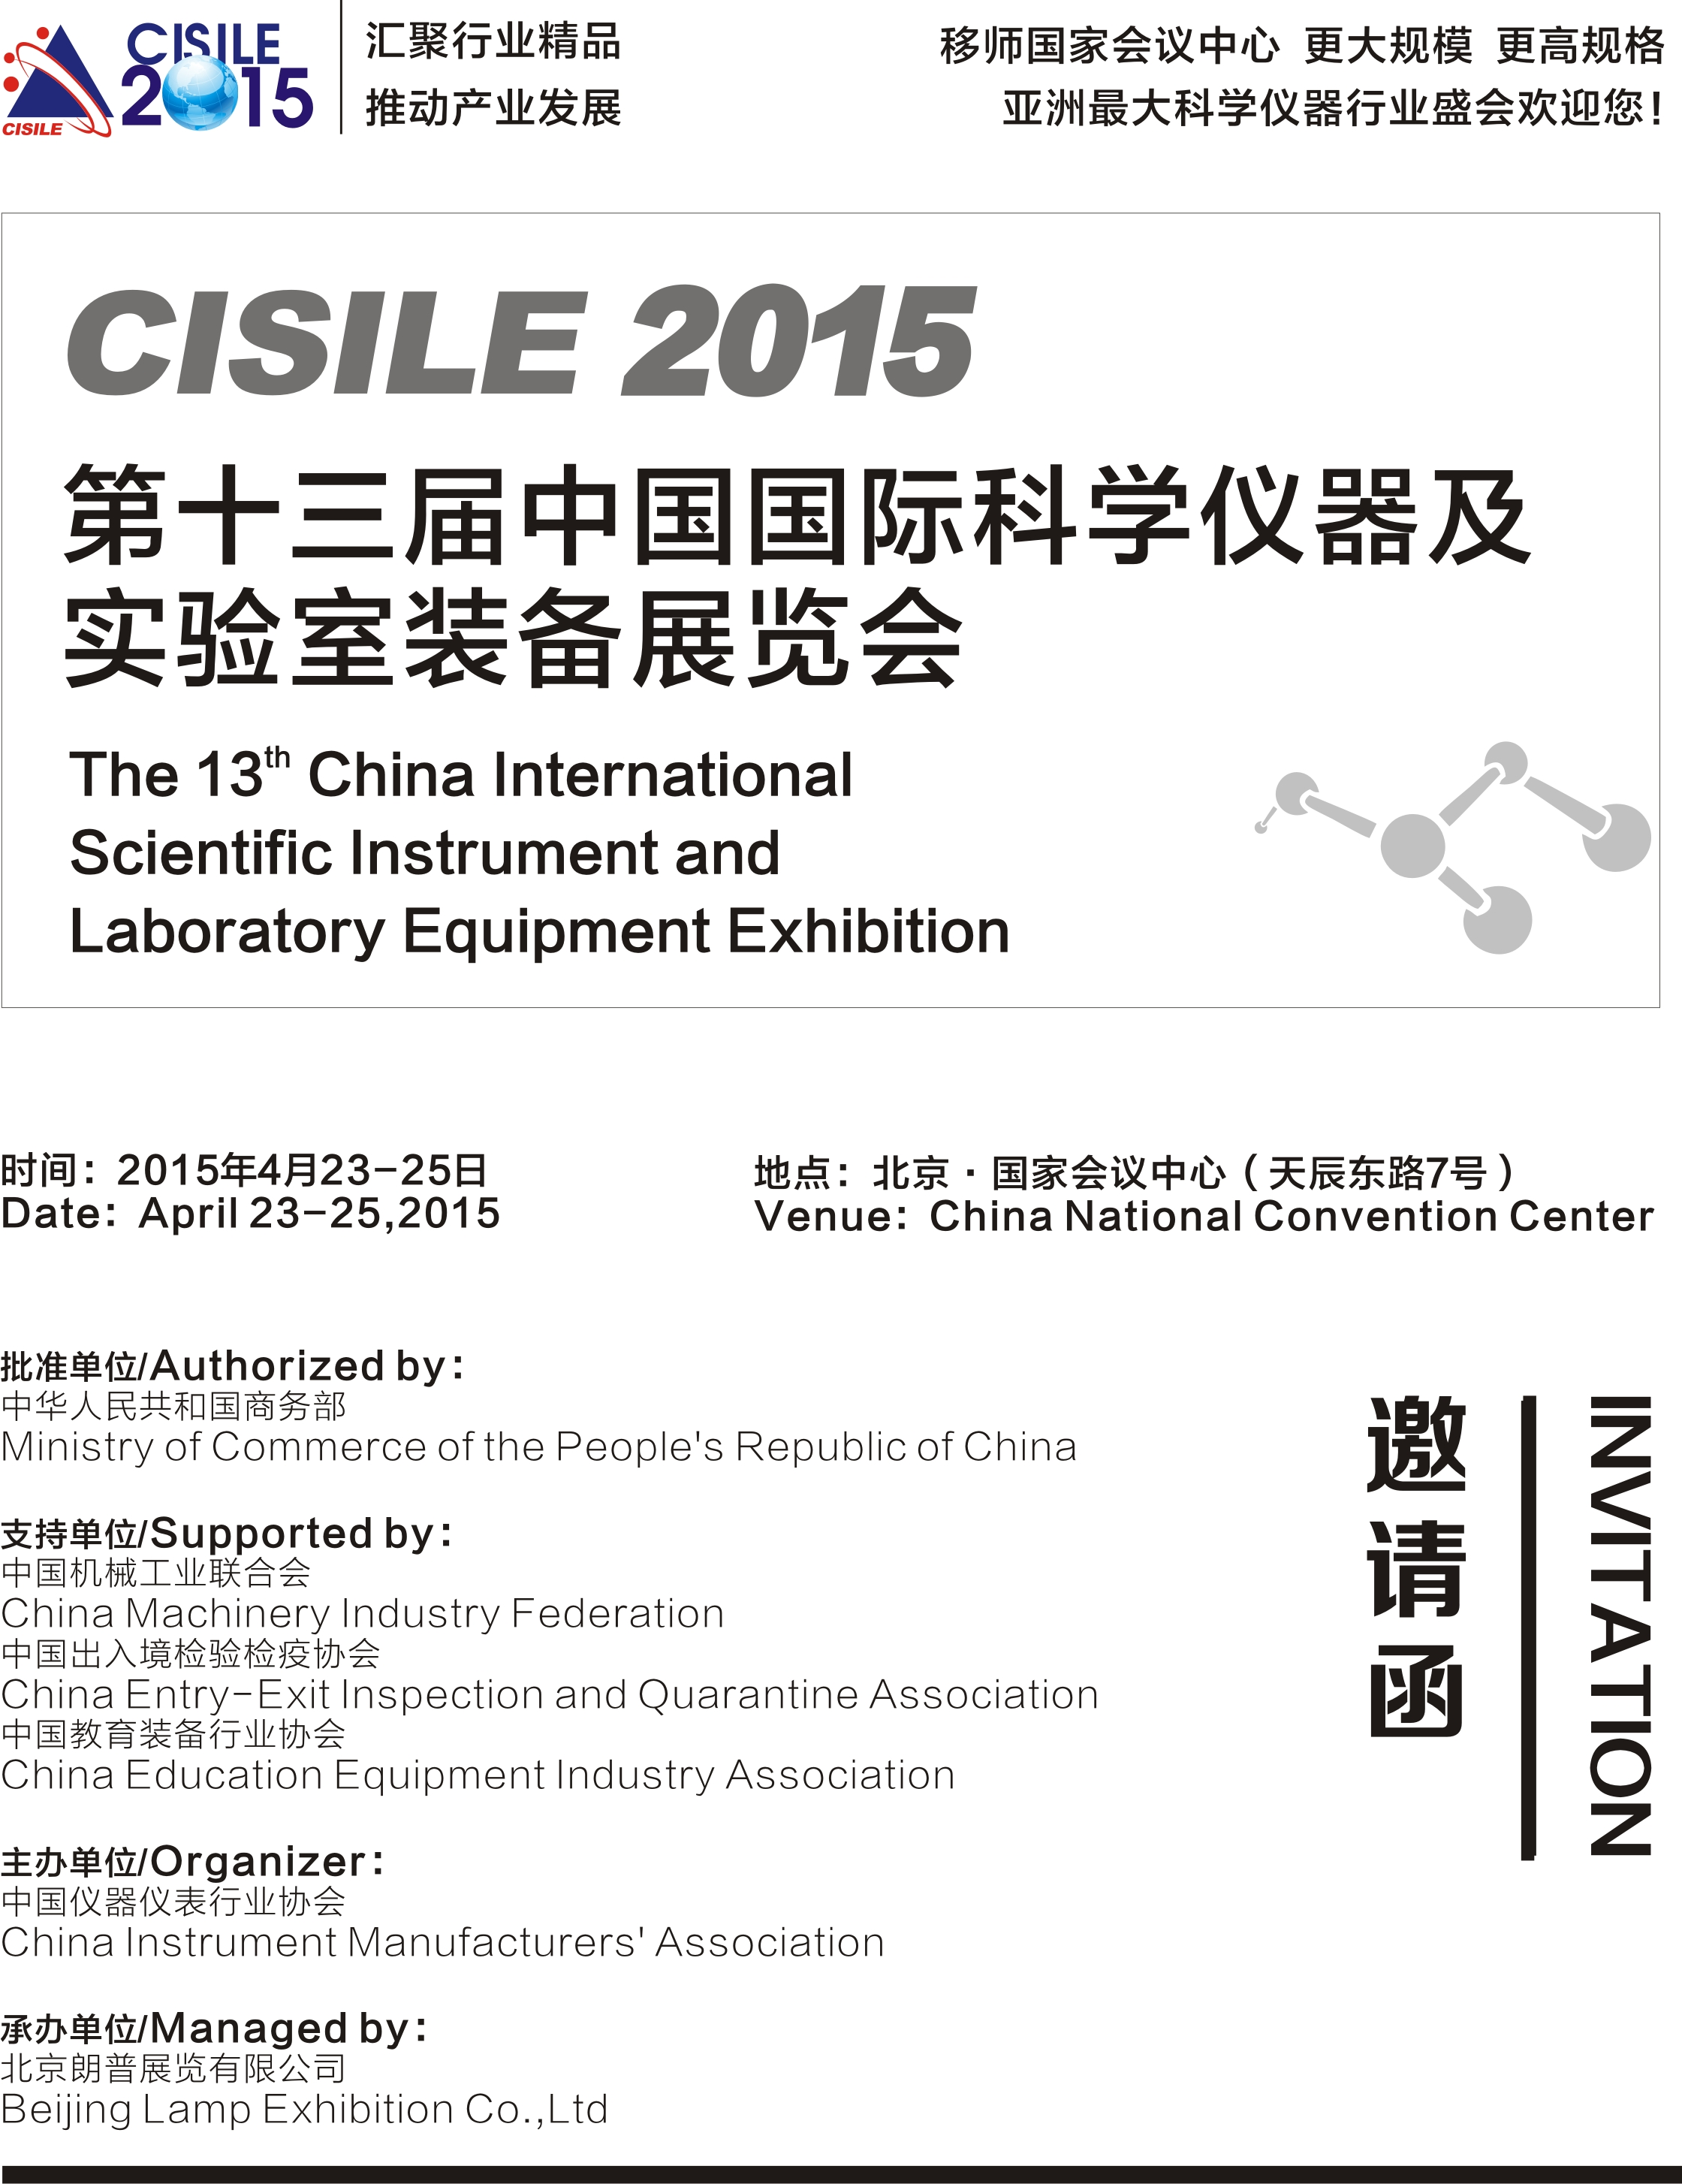 CISILE
CISILE
2015
汇聚行业精品
推动产业发展
移师国家会议中心 更大规模 更高规格
亚洲最大科学仪器行业盛会欢迎您！
CISILE 2015
第十三届中国国际科学仪器及
实验室装备展览会
The 13th China International
Scientific Instrument and
Laboratory Equipment Exhibition
时间：2015年4月23-25日
Date：April 23-25,2015
地点：北京·国家会议中心（天辰东路7号）
Venue：China National Convention Center
批准单位/Authorized by：
中华人民共和国商务部
Ministry of Commerce of the People's Republic of China
支持单位/Supported by：
中国机械工业联合会
China Machinery Industry Federation
中国出入境检验检疫协会
China Entry-Exit Inspection and Quarantine Association
中国教育装备行业协会
China Education Equipment Industry Association
主办单位/Organizer：
中国仪器仪表行业协会
China Instrument Manufacturers' Association
承办单位/Managed by：
北京朗普展览有限公司
Beijing Lamp Exhibition Co.,Ltd
邀请函
INVITATION